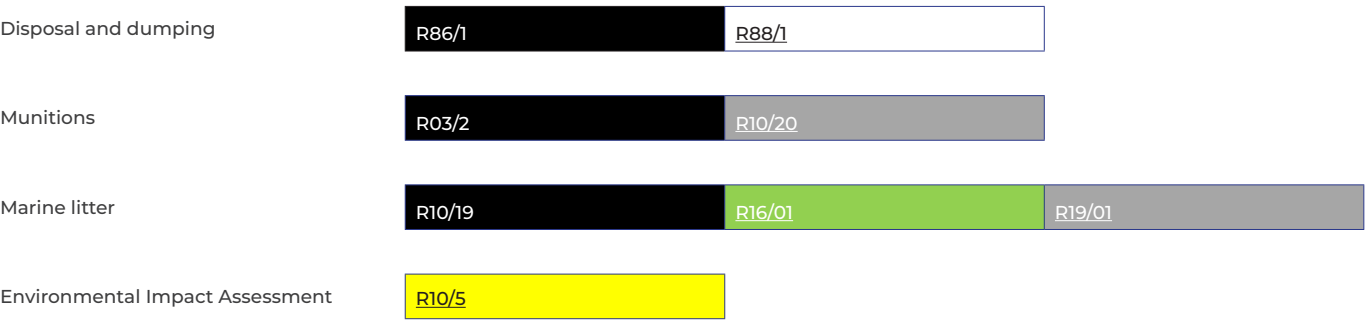 Disposal and dumping R86/1 R88/1
Munitions R03/2 R10/20
Marine litter R10/19 R16/01 R19/01
Environmental Impact Assessment R10/5